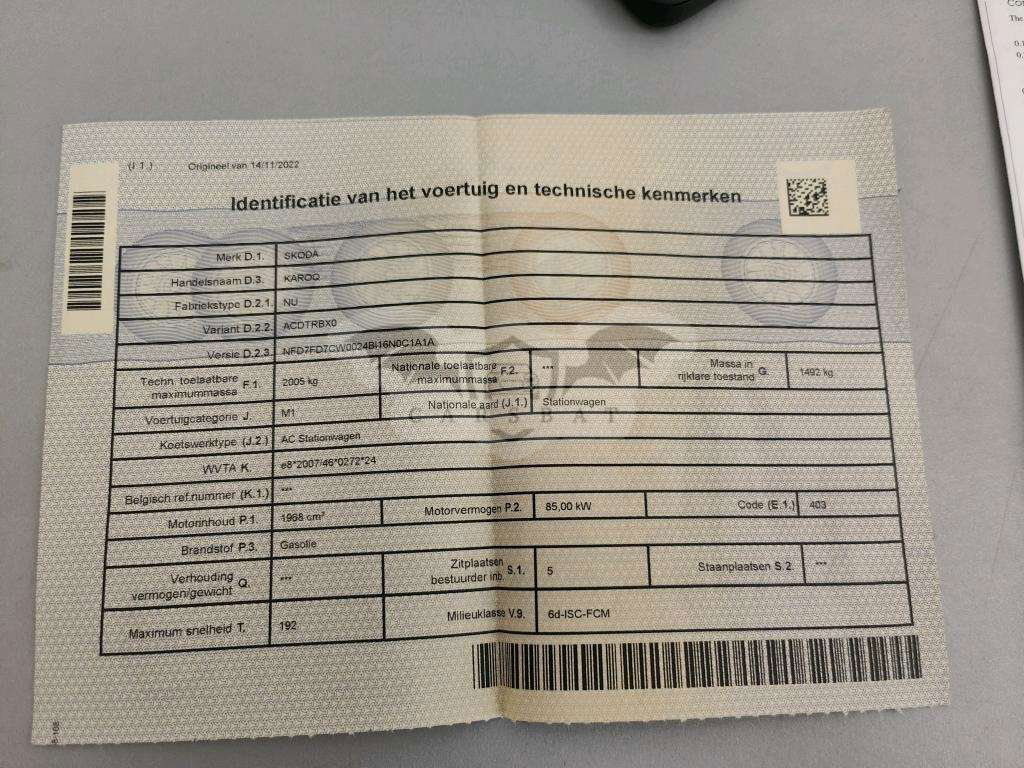 (I.1.) Origineel van 14/11/2022
Identificatie van het voertuig en technische kenmerken
Merk D.1. SKODA
Handelsnaam D.3. KAROQ
Fabriekstype D.2.1. NU
Variant D.2.2. ACDTRBX0
Versie D.2.3
Techn. toelaatbare maximummassa F.1. 2005 kg Nationale toelaatbare maximummassa F.2. *** Massa in rijklare toestand G. 1492 kg
Voertuigcategorie J. M1 Nationale aard (J.1.) Stationwagen
Koetswerktype (J.2.) AC Stationwagen
WVTA K. e8*2007/46*0272*24
Belgisch ref.nummer (K.1.) ***
Motorinhoud P.1. 1968 cm³ Motorvermogen P.2. 85,00 kW Code (E.1.) 403
Brandstof P.3. Gasolie
Verhouding vermogen/gewicht Q. *** Zitplaatsen bestuurder inb. S.1. 5 Staanplaatsen S.2. ***
Maximum snelheid T. 192 Milieuklasse V.9. 6d-ISC-FCM
CARSBAT